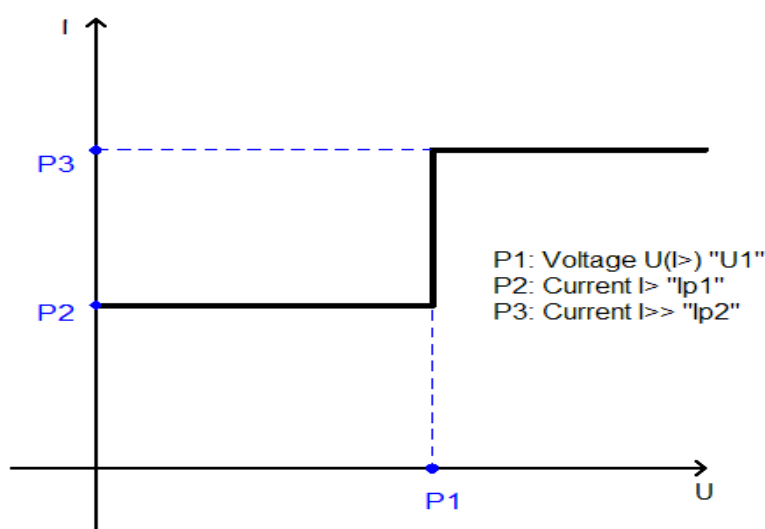 I
P3
P1: Voltage U(I>) "U1"
P2: Current I> "Ip1"
P3: Current I>> "Ip2"
P2
P1
U